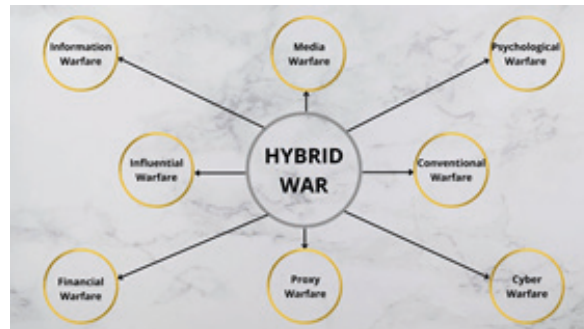 Information
Warfare
Media
Warfare
Psychological
Warfare
Influential
Warfare
HYBRID
WAR
Conventional
Warfare
Financial
Warfare
Proxy
Warfare
Cyber
Warfare